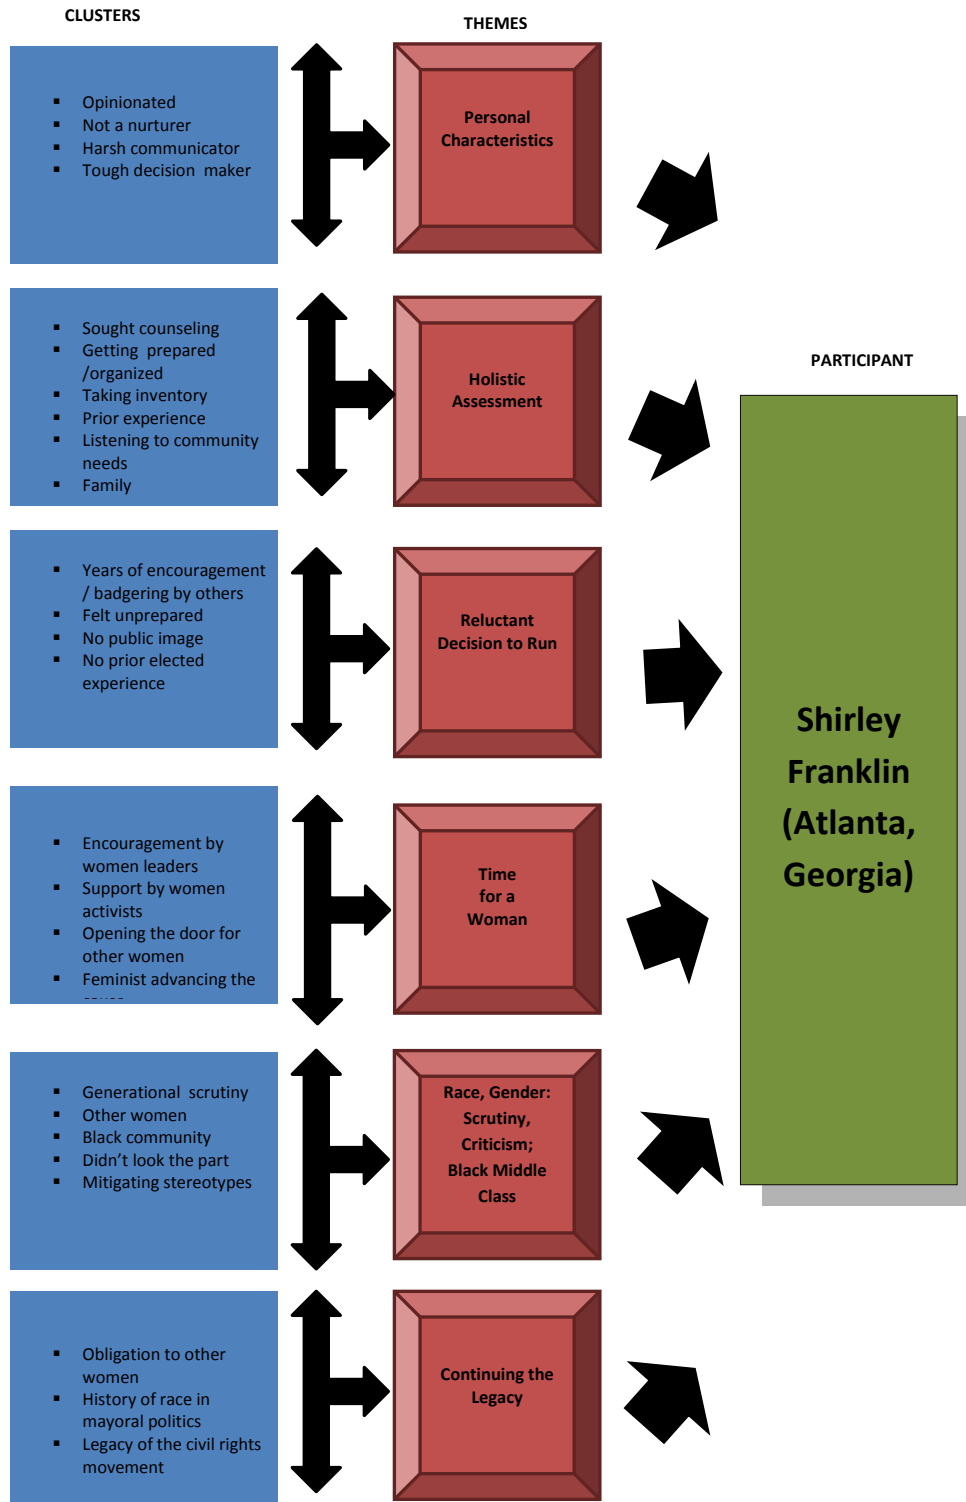 CLUSTERS
THEMES
▪ Opinionated
▪ Not a nurturer
▪ Harsh communicator
▪ Tough decision maker
Personal
Characteristics
▪ Sought counseling
▪ Getting prepared
/organized
▪ Taking inventory
▪ Prior experience
▪ Listening to community
needs
▪ Family
Holistic
Assessment
PARTICIPANT
▪ Years of encouragement
/ badgering by others
▪ Felt unprepared
▪ No public image
▪ No prior elected
experience
Reluctant
Decision to Run
Shirley
Franklin
(Atlanta,
Georgia)
▪ Encouragement by
women leaders
▪ Support by women
activists
▪ Opening the door for
other women
▪ Feminist advancing the
Time
for a
Woman
▪ Generational scrutiny
▪ Other women
▪ Black community
▪ Didn’t look the part
▪ Mitigating stereotypes
Race, Gender:
Scrutiny,
Criticism;
Black Middle
Class
▪ Obligation to other
women
▪ History of race in
mayoral politics
▪ Legacy of the civil rights
movement
Continuing the
Legacy